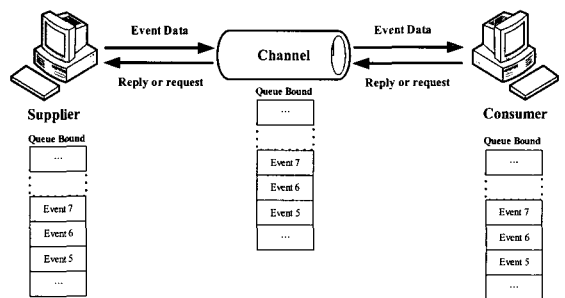 Event Data
Event Data
Channel
Reply or request
Reply or request
Supplier
Consumer
Queue Bound
...
Event 7
Event 6
Event 5
...
Queue Bound
...
Event 7
Event 6
Event 5
...
Queue Bound
...
Event 7
Event 6
Event 5
...